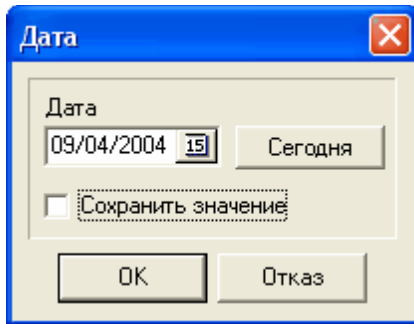 Дата
Дата
09/04/2004 15 Сегодня
Сохранить значение
OK Отказ